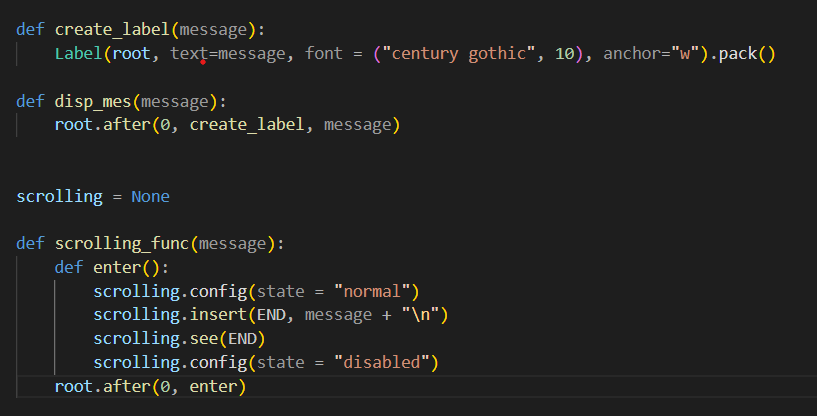 def create_label(message):
    Label(root, text=message, font = ("century gothic", 10), anchor="w").pack()
def disp_mes(message):
    root.after(0, create_label, message)
scrolling = None
def scrolling_func(message):
    def enter():
        scrolling.config(state = "normal")
        scrolling.insert(END, message + "\n")
        scrolling.see(END)
        scrolling.config(state = "disabled")
    root.after(0, enter)